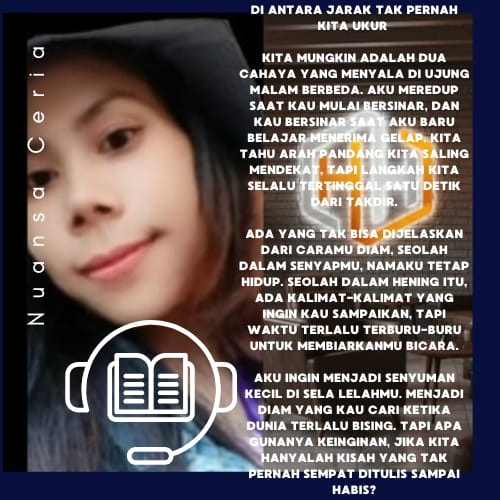 Nuansa Ceria
DI ANTARA JARAK TAK PERNAH
KITA UKUR
KITA MUNGKIN ADALAH DUA
CAHAYA YANG MENYALA DI UJUNG
MALAM BERBEDA. AKU MEREDUP
SAAT KAU MULAI BERSINAR, DAN
KAU BERSINAR SAAT AKU BARU
BELAJAR MENERIMA GELAP. KITA
TAHU ARAH PANDANG KITA SALING
MENDEKAT, TAPI LANGKAH KITA
SELALU TERTINGGAL SATU DETIK
DARI TAKDIR.
ADA YANG TAK BISA DIJELASKAN
DARI CARAMU DIAM, SEOLAH
DALAM SENYAPMU, NAMAKU TETAP
HIDUP. SEOLAH DALAM HENING ITU,
ADA KALIMAT-KALIMAT YANG
INGIN KAU SAMPAIKAN, TAPI
WAKTU TERLALU TERBURU-BURU
UNTUK MEMBIARKANMU BICARA.
AKU INGIN MENJADI SENYUMAN
KECIL DI SELA LELAHMU. MENJADI
DIAM YANG KAU CARI KETIKA
DUNIA TERLALU BISING. TAPI APA
GUNANYA KEINGINAN, JIKA KITA
HANYALAH KISAH YANG TAK
PERNAH SEMPAT DITULIS SAMPAI
HABIS?